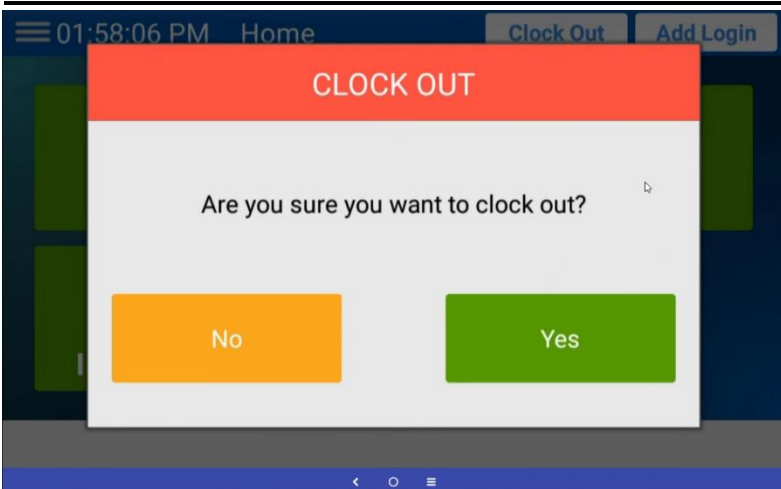 01:58:06 PM Home Clock Out Add Login
CLOCK OUT
Are you sure you want to clock out?
No Yes